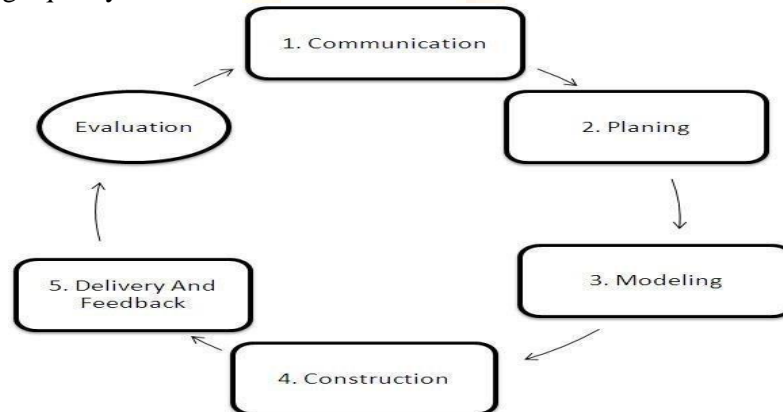 1. Communication
2. Planing
3. Modeling
4. Construction
5. Delivery And
Feedback
Evaluation